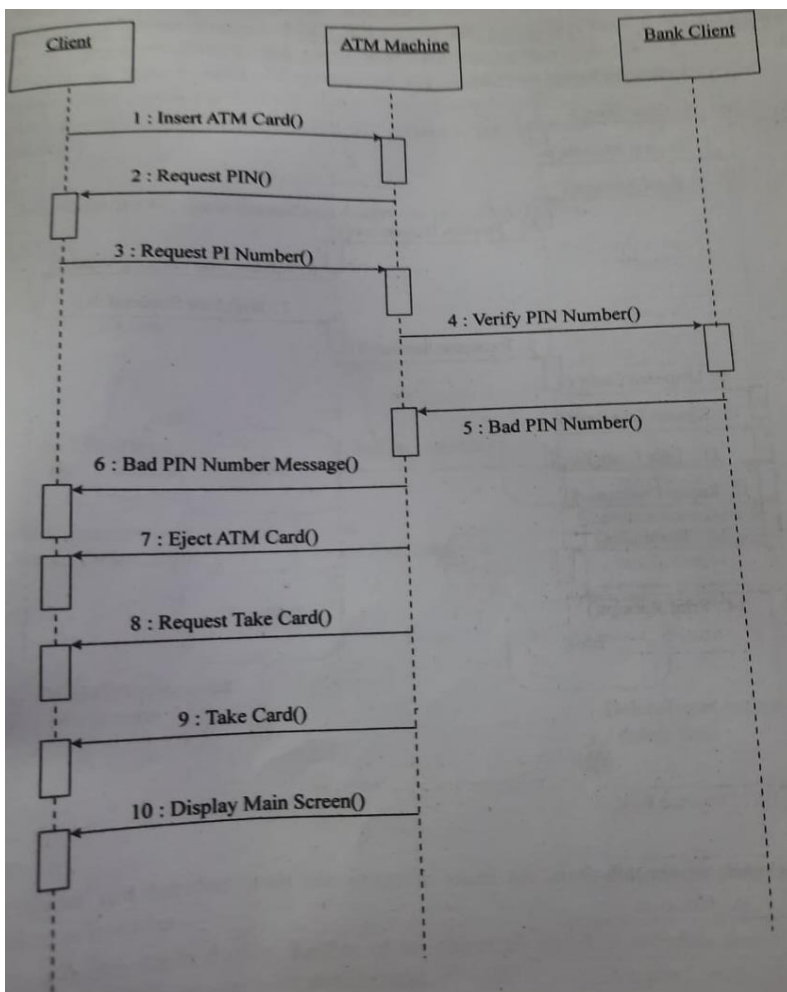 Client
ATM Machine
Bank Client
1 : Insert ATM Card()
2 : Request PIN()
3 : Request PI Number()
4 : Verify PIN Number()
5 : Bad PIN Number()
6 : Bad PIN Number Message()
7 : Eject ATM Card()
8 : Request Take Card()
9 : Take Card()
10 : Display Main Screen()